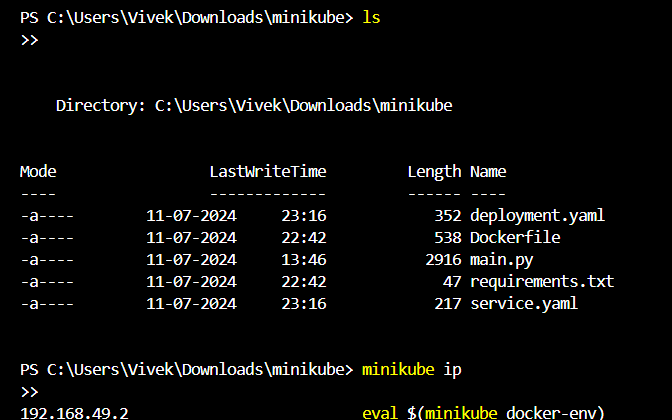 PS C:\Users\Vivek\Downloads\minikube> ls
>>
Directory: C:\Users\Vivek\Downloads\minikube
Mode LastWriteTime Length Name
---- ------------- ------ ----
-a---- 11-07-2024 23:16 352 deployment.yaml
-a---- 11-07-2024 22:42 538 Dockerfile
-a---- 11-07-2024 13:46 2916 main.py
-a---- 11-07-2024 22:42 47 requirements.txt
-a---- 11-07-2024 23:16 217 service.yaml
PS C:\Users\Vivek\Downloads\minikube> minikube ip
>>
192.168.49.2 eval $(minikube docker-env)